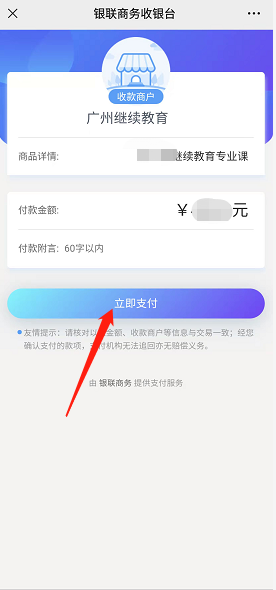 银联商务收银台
收款商户
广州继续教育
商品详情:
继续教育专业课
付款金额:
¥
元
付款附言: 60字以内
立即支付
友情提示：请核对以
金额、收款商户等信息与交易一致；经您
确认支付的款项，支付机构无法追回亦无赔偿义务。
由 银联商务 提供支付服务